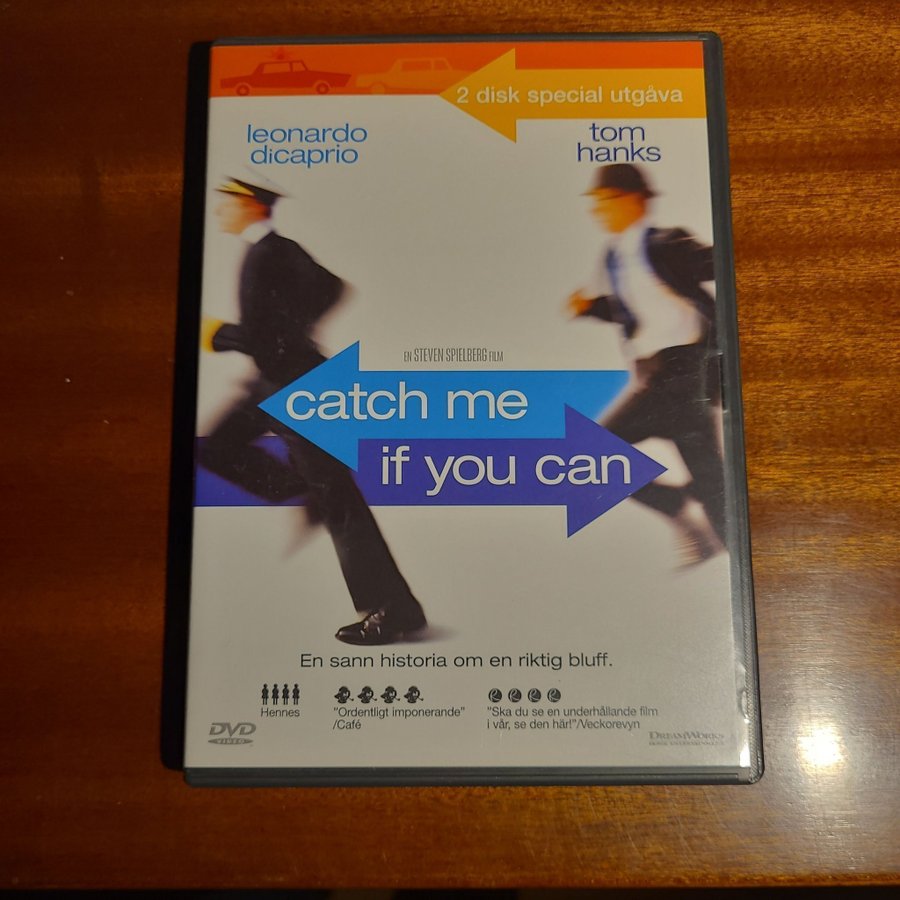 2 disk special utgåva
leonardo
dicaprio
tom
hanks
EN STEVEN SPIELBERG FILM
catch me
if you can
En sann historia om en riktig bluff.
Hennes
"Ordentligt imponerande"
/Café
"Ska du se en underhållande film
i vår, se den här!"/Veckorevyn
DVD
VIDEO
DREAMWORKS